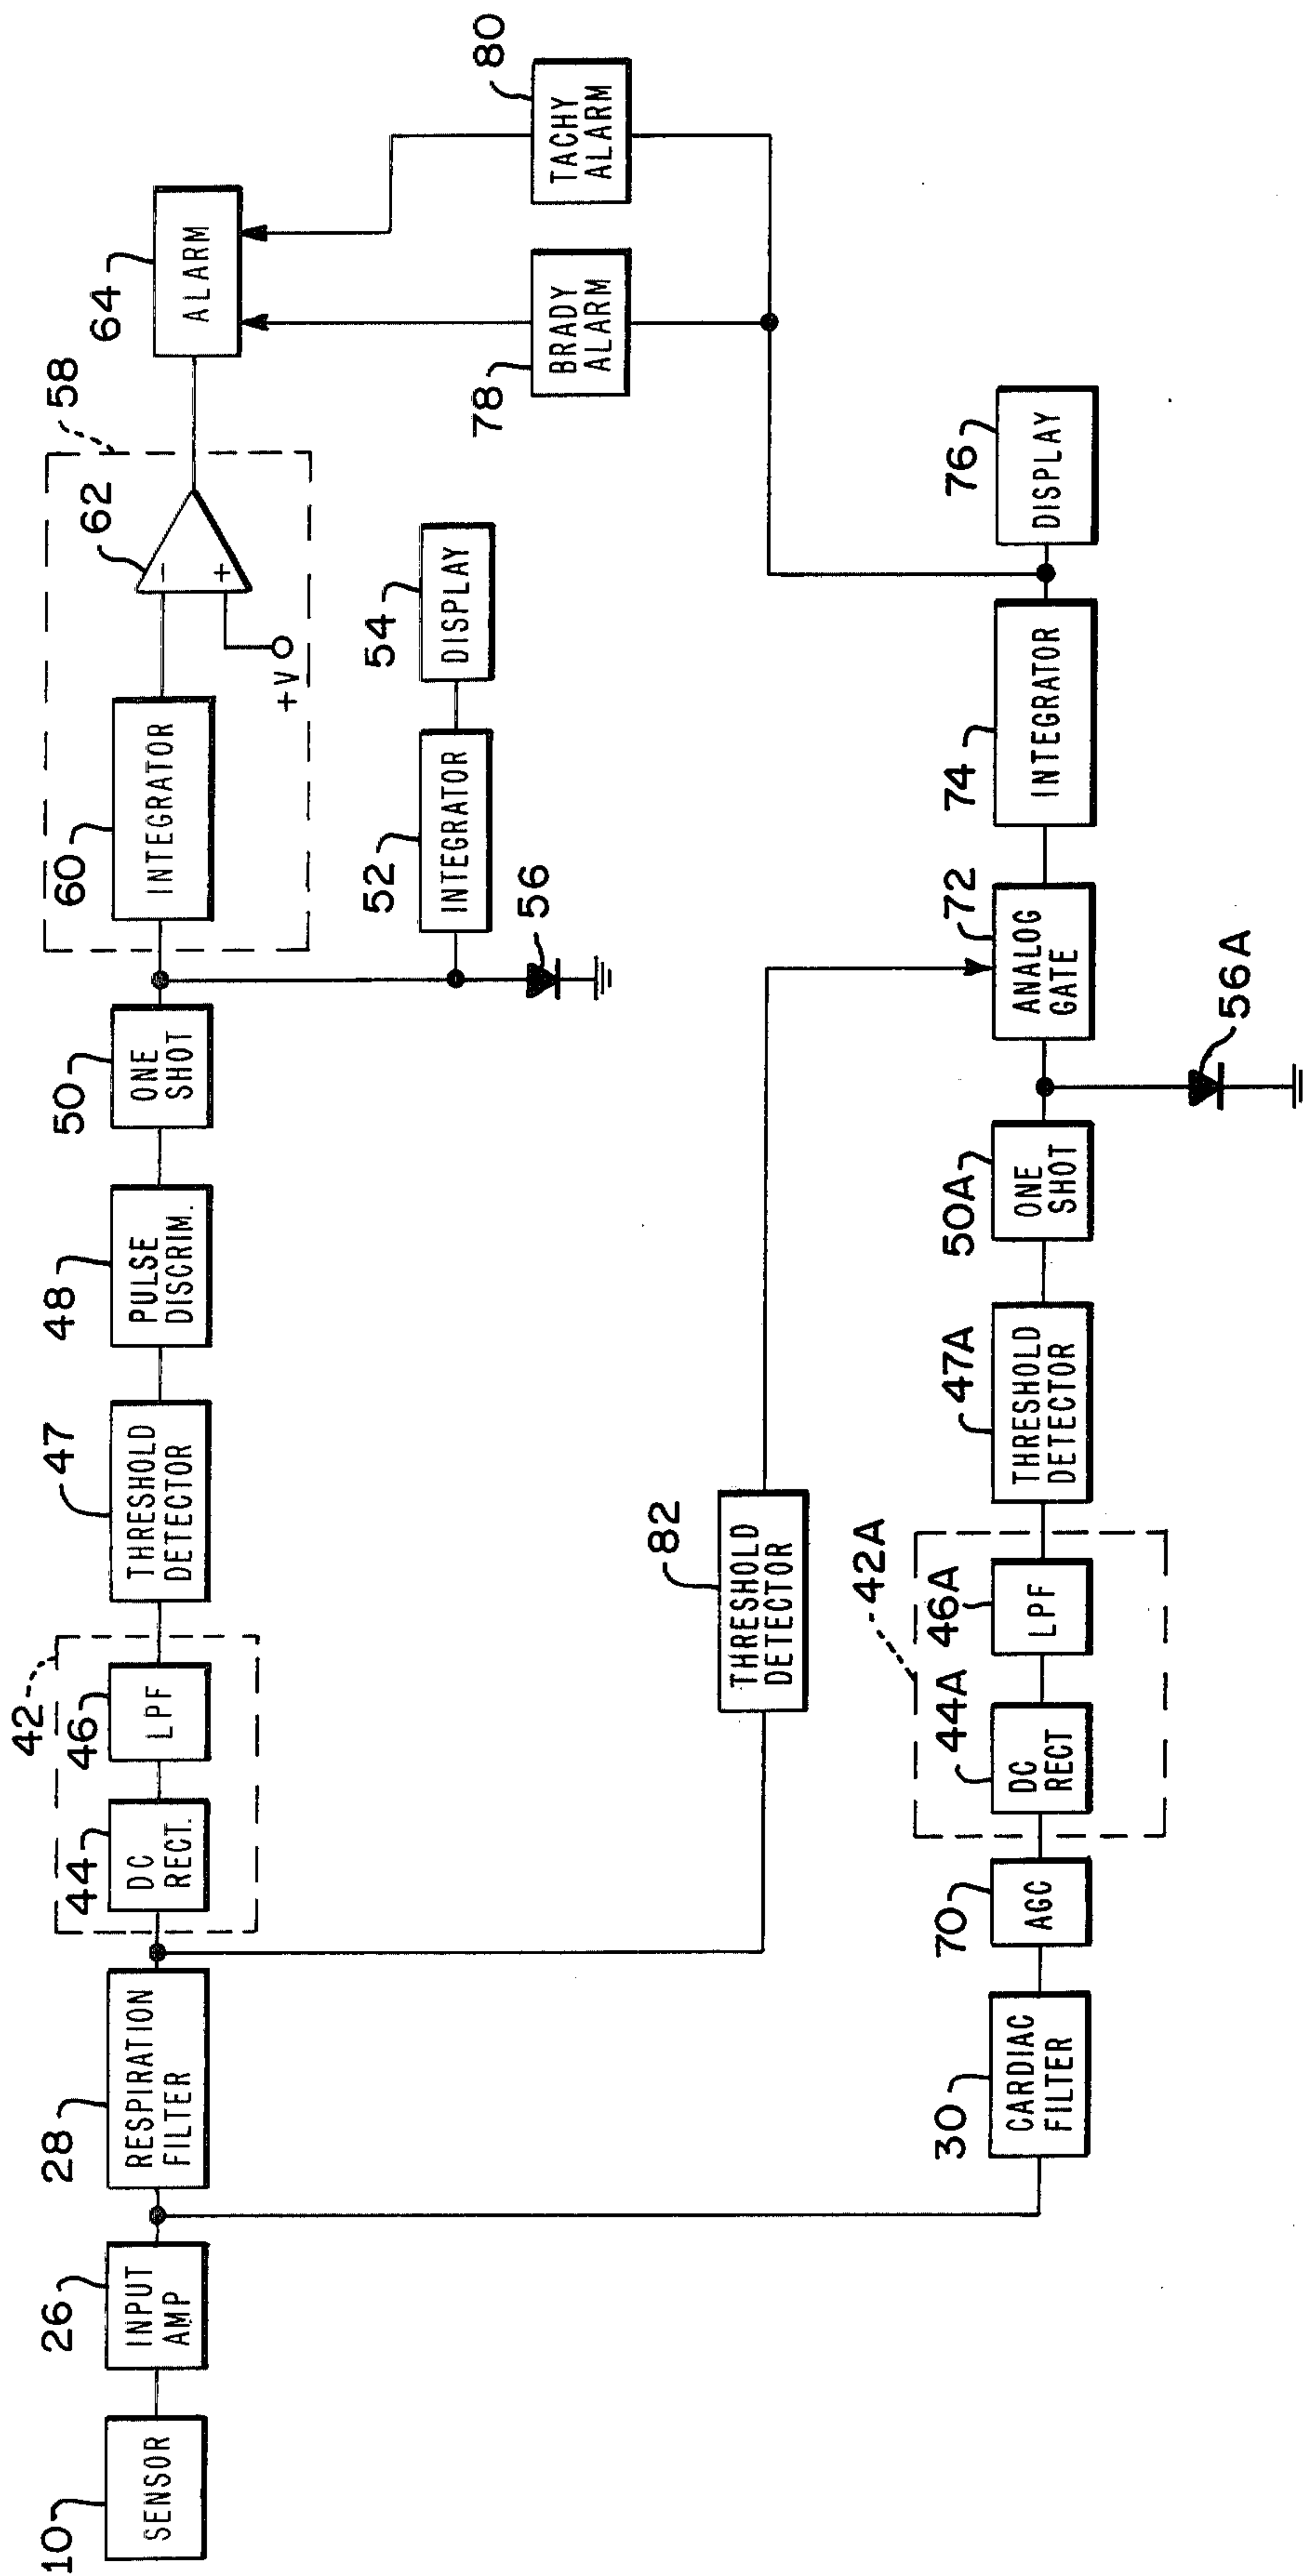 10
SENSOR
26
INPUT
AMP
28
RESPIRATION
FILTER
42
44
DC
RECT.
46
LPF
47
THRESHOLD
DETECTOR
48
PULSE
DISCRIM.
50
ONE
SHOT
58
60
INTEGRATOR
62
−
+
+V
64
ALARM
52
INTEGRATOR
54
DISPLAY
56
78
BRADY
ALARM
80
TACHY
ALARM
82
THRESHOLD
DETECTOR
30
CARDIAC
FILTER
70
AGC
42A
44A
DC
RECT
46A
LPF
47A
THRESHOLD
DETECTOR
50A
ONE
SHOT
56A
72
ANALOG
GATE
74
INTEGRATOR
76
DISPLAY